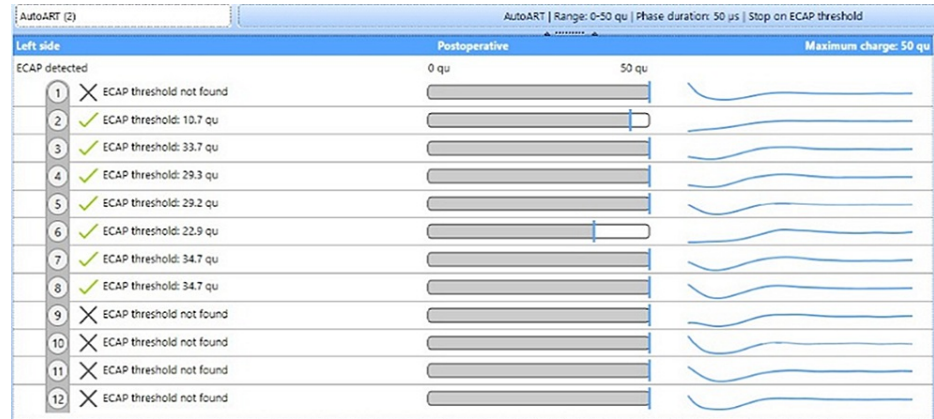 AutoART (2)
AutoART | Range: 0-50 qu | Phase duration: 50 µs | Stop on ECAP threshold
Left side Postoperative Maximum charge: 50 qu
ECAP detected 0 qu 50 qu
1 ECAP threshold not found
2 ECAP threshold: 10.7 qu
3 ECAP threshold: 33.7 qu
4 ECAP threshold: 29.3 qu
5 ECAP threshold: 29.2 qu
6 ECAP threshold: 22.9 qu
7 ECAP threshold: 34.7 qu
8 ECAP threshold: 34.7 qu
9 ECAP threshold not found
10 ECAP threshold not found
11 ECAP threshold not found
12 ECAP threshold not found